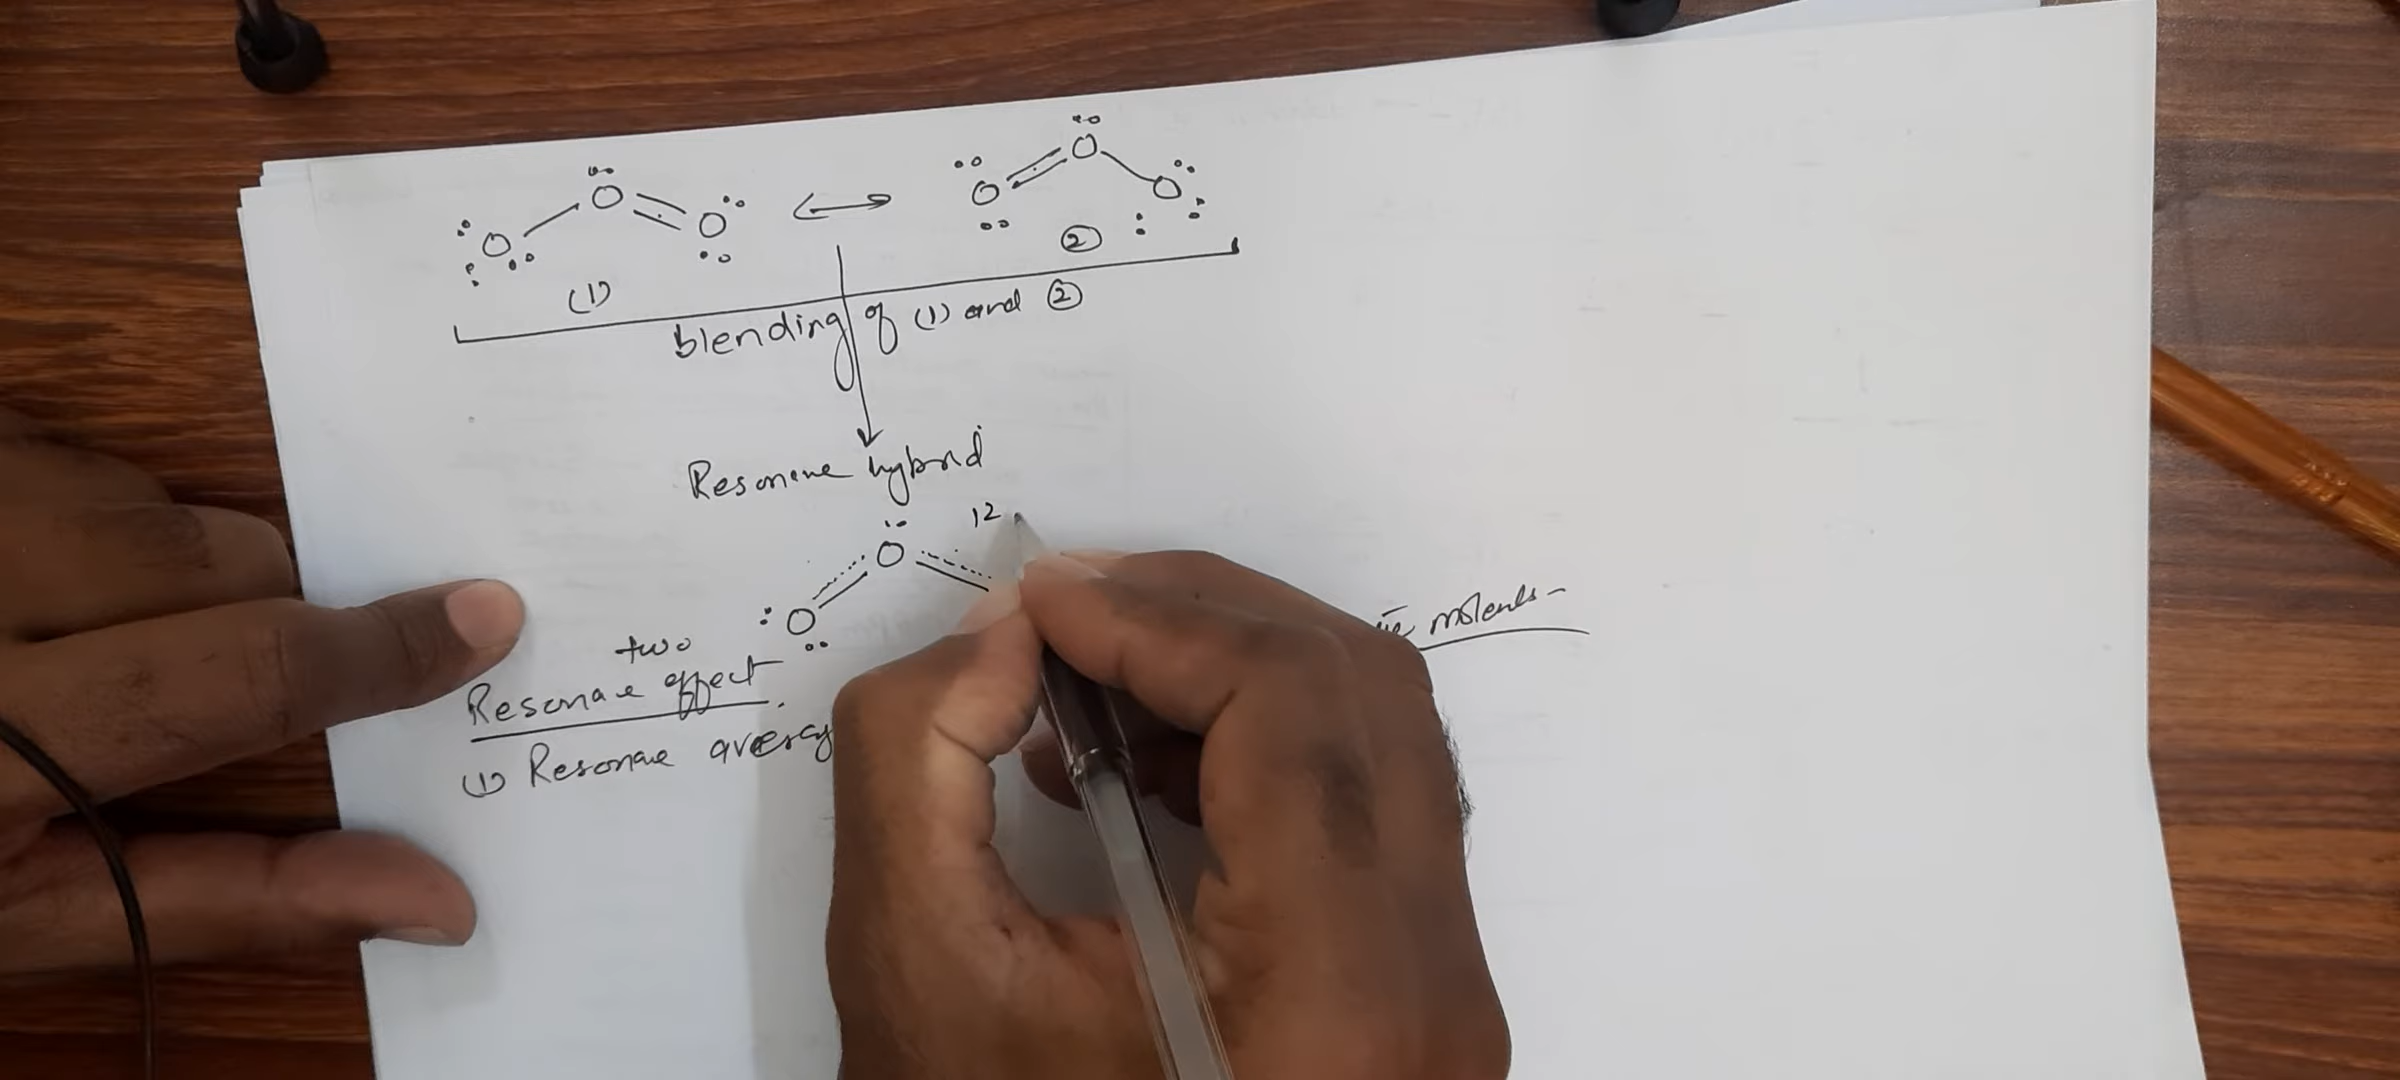 O O O ↔ O O O
(1) ②
blending of (1) and ②
Resonance hybrid
12
O O
two
Resonance effect
(1) Resonance